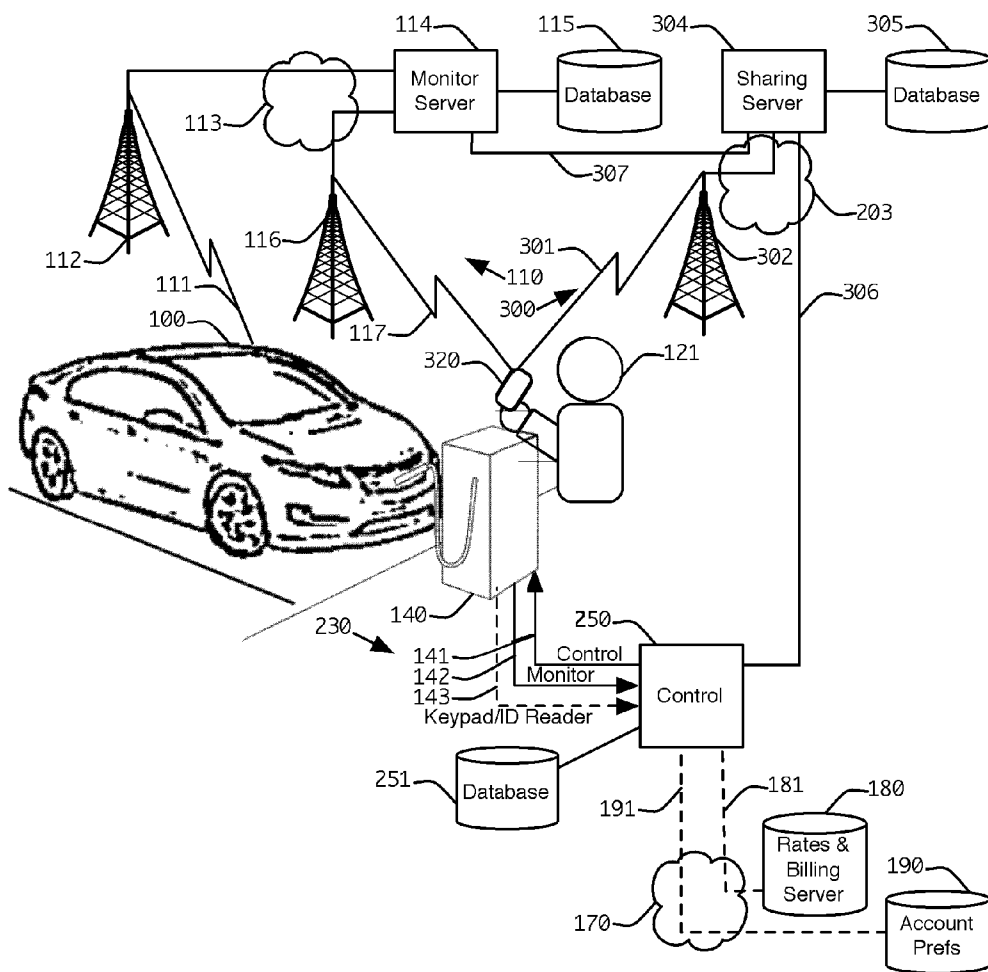 114
115
304
305
Monitor
Server
Database
Sharing
Server
Database
113
307
203
116
301
302
112
110
306
111
300
100
117
320
121
140
250
230
141
Control
142
Monitor
143
Control
Keypad/ID Reader
251
Database
191
181
180
Rates &
Billing
Server
190
170
Account
Prefs